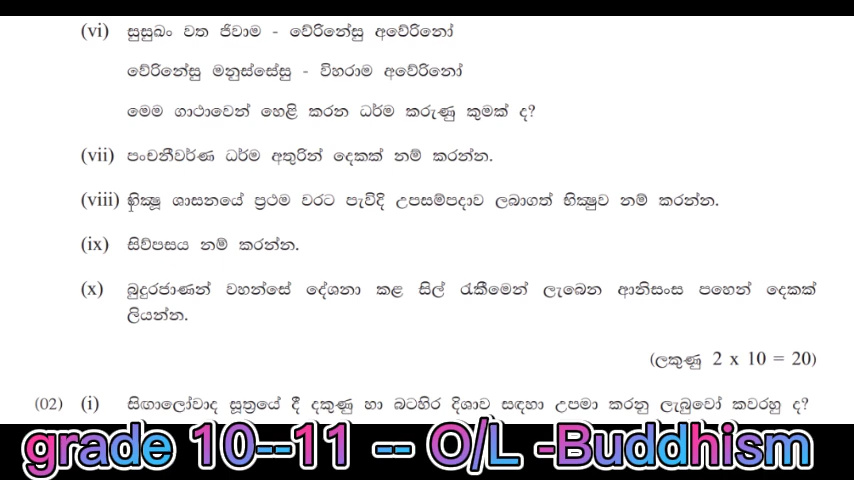 (vi) සුසුඛං වත ජිවාම - වේරිනේසු අවේරිනෝ
වේරිනේසු මනුස්සේසු - විහරාම අවේරිනෝ
මෙම ගාථාවෙන් හෙළි කරන ධර්ම කරුණු කුමක් ද?
(vii) පංචනීවර්ණ ධර්ම අතුරින් දෙකක් නම් කරන්න.
(viii) භික්‍ෂු ශාසනයේ ප්‍රථම වරට පැවිදි උපසම්පදාව ලබාගත් භික්‍ෂුව නම් කරන්න.
(ix) සිව්පසය නම් කරන්න.
(x) බුදුරජාණන් වහන්සේ දේශනා කළ සිල් රැකීමෙන් ලැබෙන ආනිසංස පහෙන් දෙකක්
ලියන්න.
(ලකුණු 2 x 10 = 20)
(02) (i) සිඟාලෝවාද සූත්‍රයේ දී දකුණු හා බටහිර දිශාව සඳහා උපමා කරනු ලැබුවෝ කවරහු ද?
grade 10--11 -- O/L -Buddhism